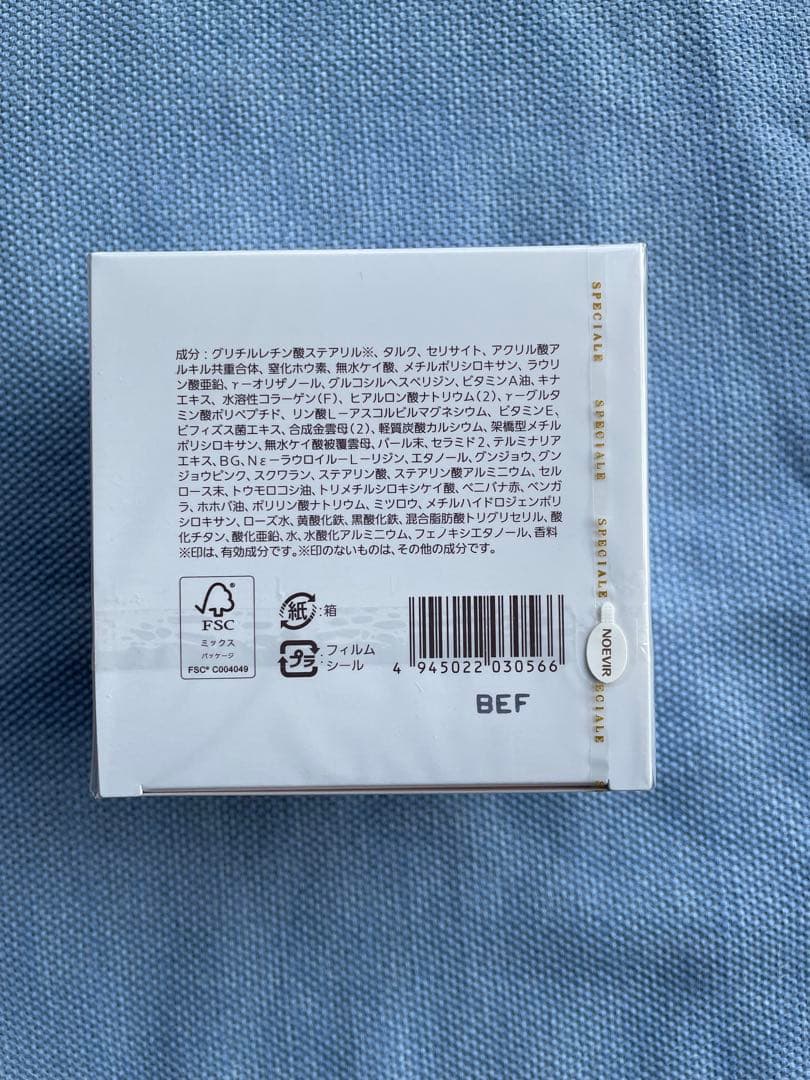 成分：グリチルレチン酸ステアリル※、タルク、セリサイト、アクリル酸ア
ルキル共重合体、窒化ホウ素、無水ケイ酸、メチルポリシロキサン、ラウリ
ン酸亜鉛、γーオリザノール、グルコシルヘスペリジン、ビタミンA油、キナ
エキス、水溶性コラーゲン（F）、ヒアルロン酸ナトリウム（2）、γーグルタ
ミン酸ポリペプチド、リン酸Lーアスコルビルマグネシウム、ビタミンE、
ビフィズス菌エキス、合成金雲母（2）、軽質炭酸カルシウム、架橋型メチル
ポリシロキサン、無水ケイ酸被覆雲母、パール末、セラミド2、テルミナリア
エキス、BG、Nεーラウロイルーレーリジン、エタノール、グンジョウ、グン
ジョウピンク、スクワラン、ステアリン酸、ステアリン酸アルミニウム、セル
ロース末、トウモロコシ油、トリメチルシロキシケイ酸、ベニバナ赤、ベンガ
ラ、ホホバ油、ポリリン酸ナトリウム、ミツロウ、メチルハイドロジェンポリ
シロキサン、ローズ水、黄酸化鉄、黒酸化鉄、混合脂肪酸トリグリセリル、酸
化チタン、酸化亜鉛、水、水酸化アルミニウム、フェノキシエタノール、香料
※印は、有効成分です。※印のないものは、その他の成分です。
FSC
ミックス
パッケージ
FSC® C004049
紙：箱
プラ：フィルム
シール
4 945022 030566
BEF
SPECIALE
SPECIALE
SPECIALE
NOEVIR
PECIALE
S